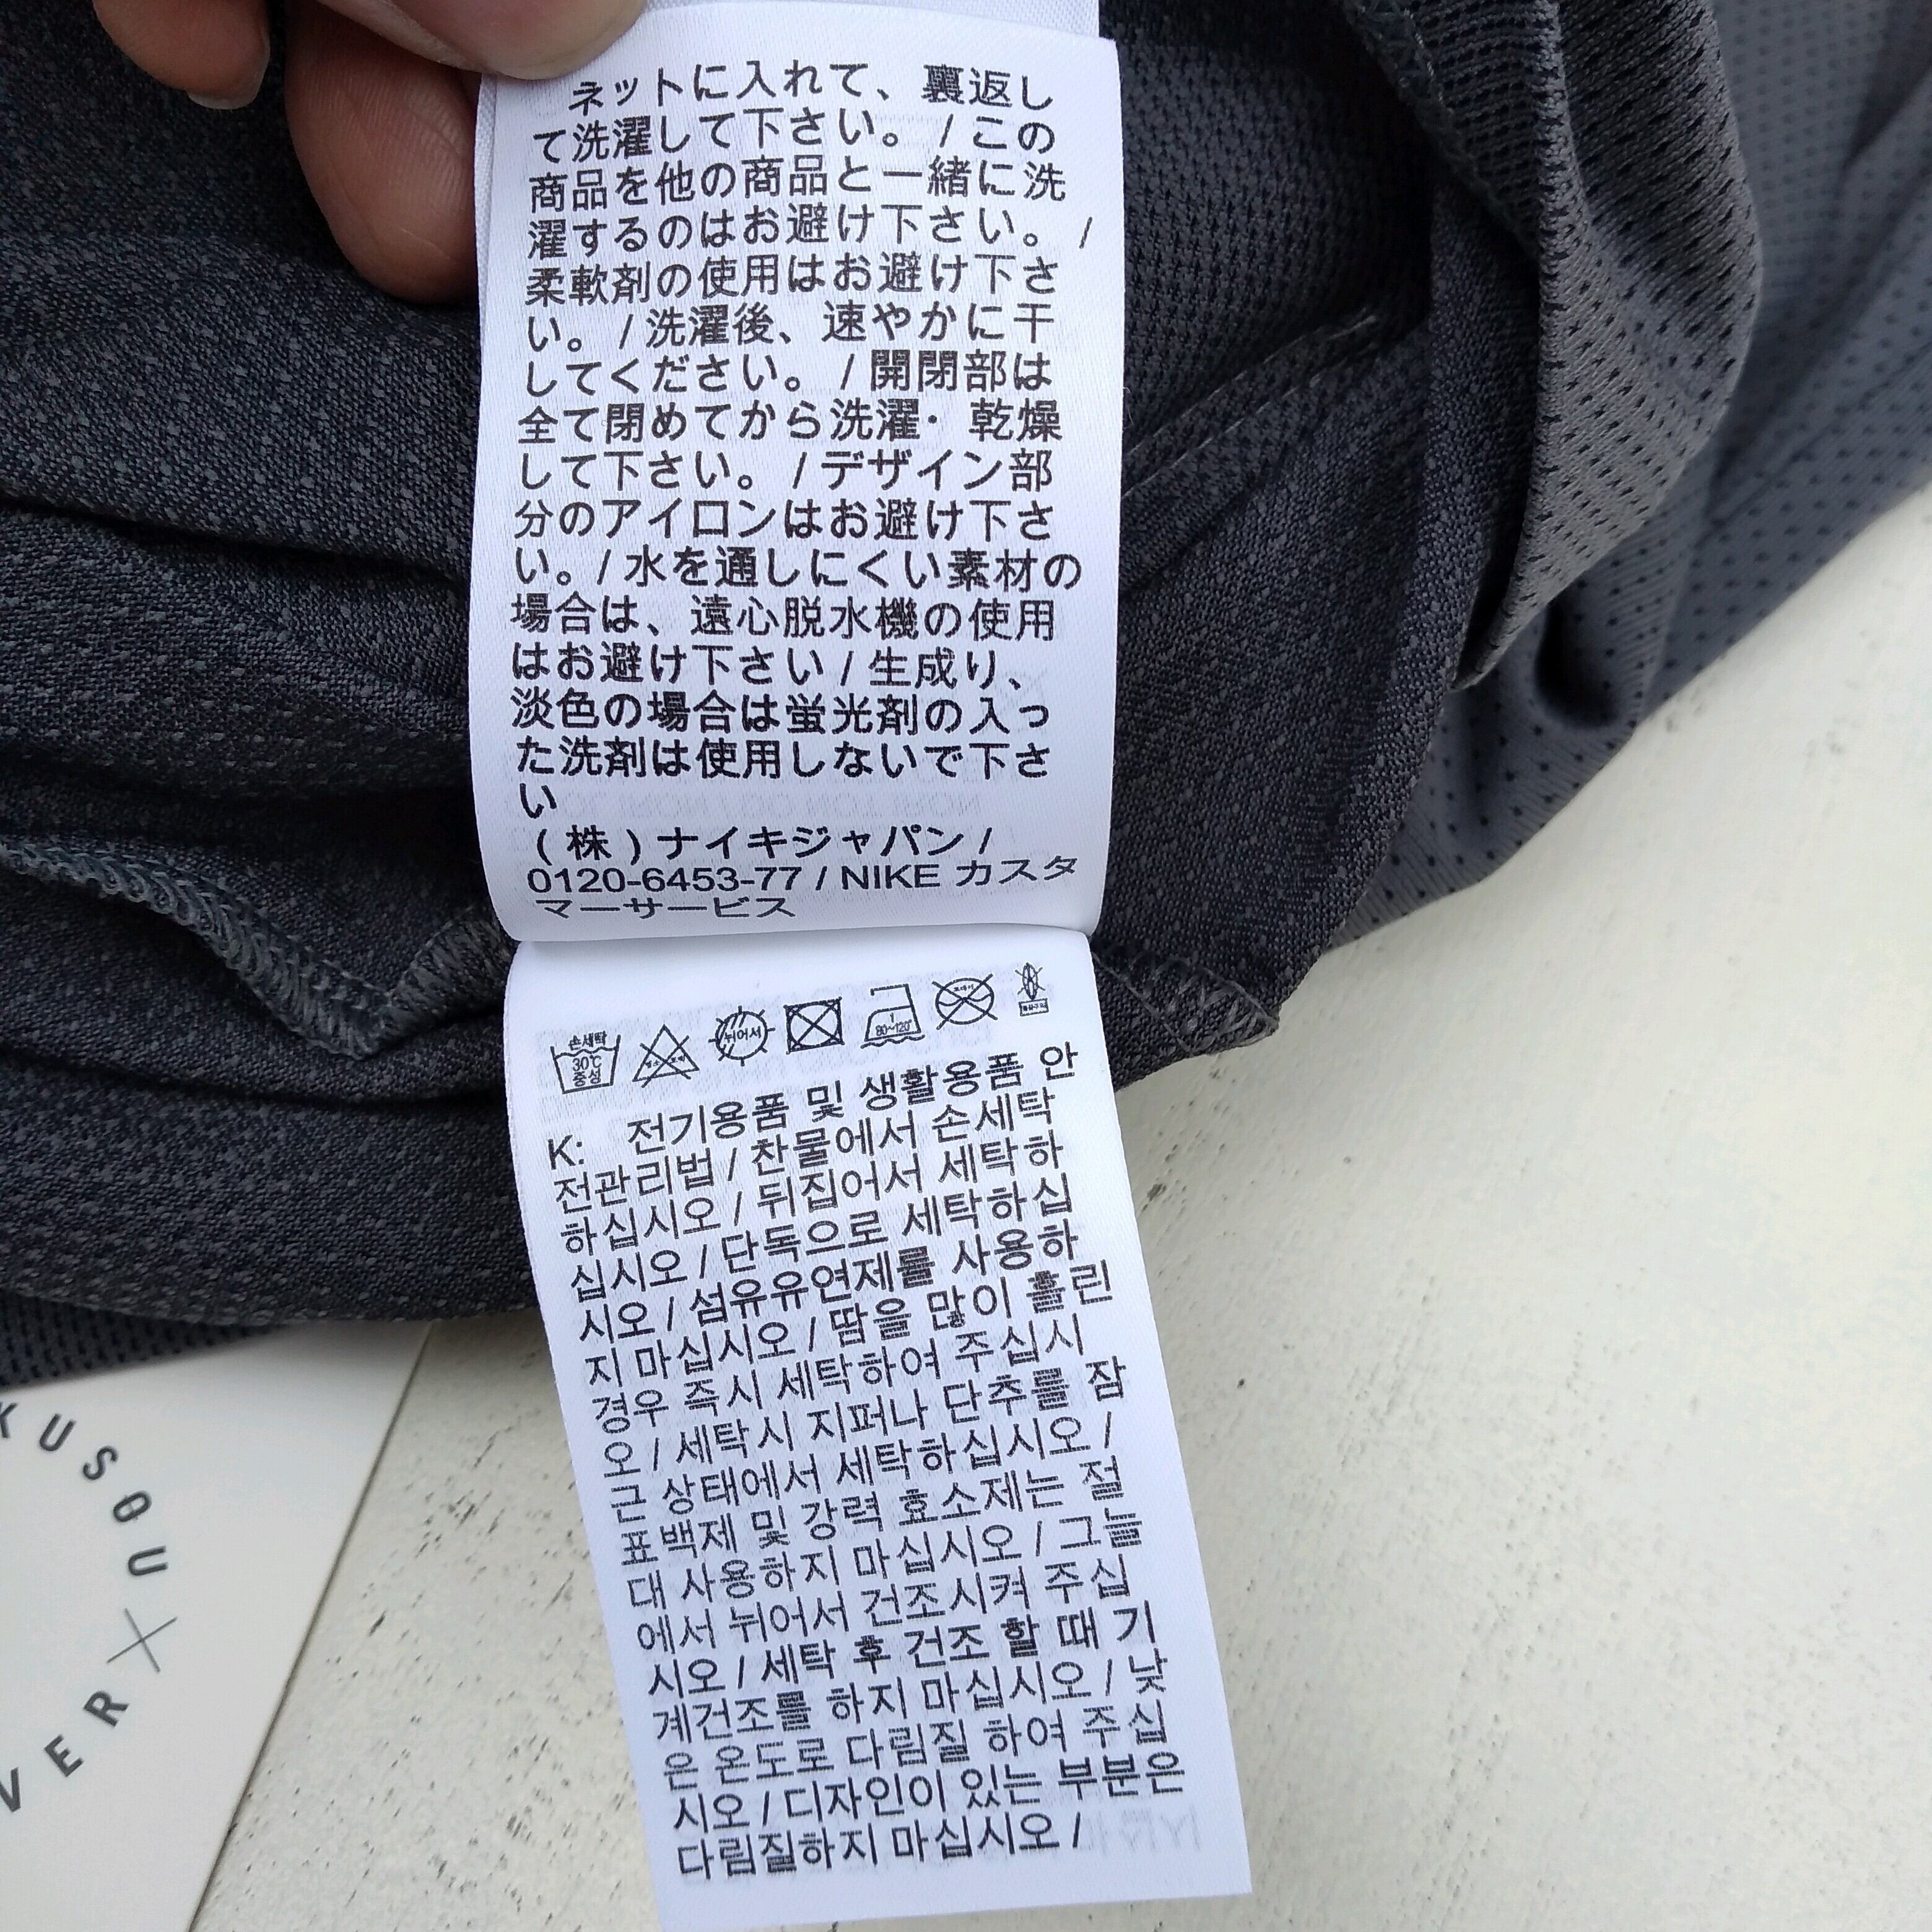 ネットに入れて、裏返し
て洗濯して下さい。 / この
商品を他の商品と一緒に洗
濯するのはお避け下さい。 /
柔軟剤の使用はお避け下さ
い。 / 洗濯後、速やかに干
してください。 / 開閉部は
全て閉めてから洗濯・乾燥
して下さい。 / デザイン部
分のアイロンはお避け下さ
い。/ 水を通しにくい素材の
場合は、遠心脱水機の使用
はお避け下さい / 生成り、
淡色の場合は蛍光剤の入っ
た洗剤は使用しないで下さ
い
( 株 ) ナイキジャパン /
0120-6453-77 / NIKE カスタ
マーサービス
손세탁
30℃
중성
뉘어서
1
80~120°
드라이
K: 전기용품 및 생활용품 안
전관리법 / 찬물에서 손세탁
하십시오 / 뒤집어서 세탁하
십시오 / 단독으로 세탁하십
시오 / 섬유유연제를 사용하
지 마십시오 / 땀을 많이 흘린
경우 즉시 세탁하여 주십시
오 / 세탁시 지퍼나 단추를 잠
근 상태에서 세탁하십시오 /
표백제 및 강력 효소제는 절
대 사용하지 마십시오 / 그늘
에서 뉘어서 건조시켜 주십
시오 / 세탁 후 건조 할 때 기
계건조를 하지 마십시오 / 낮
은 온도로 다림질 하여 주십
시오 / 디자인이 있는 부분은
다림질하지 마십시오 /
KUSOU
VER